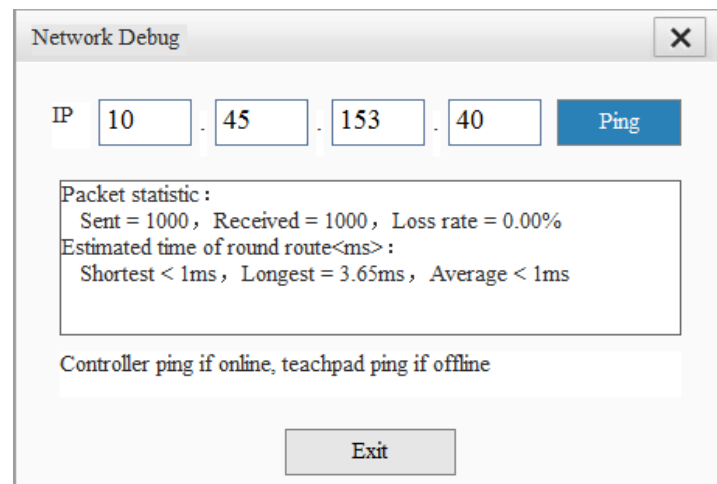 Network Debug
IP 10 . 45 . 153 . 40 Ping
Packet statistic：
Sent = 1000，Received = 1000，Loss rate = 0.00%
Estimated time of round route<ms>：
Shortest < 1ms，Longest = 3.65ms，Average < 1ms
Controller ping if online, teachpad ping if offline
Exit